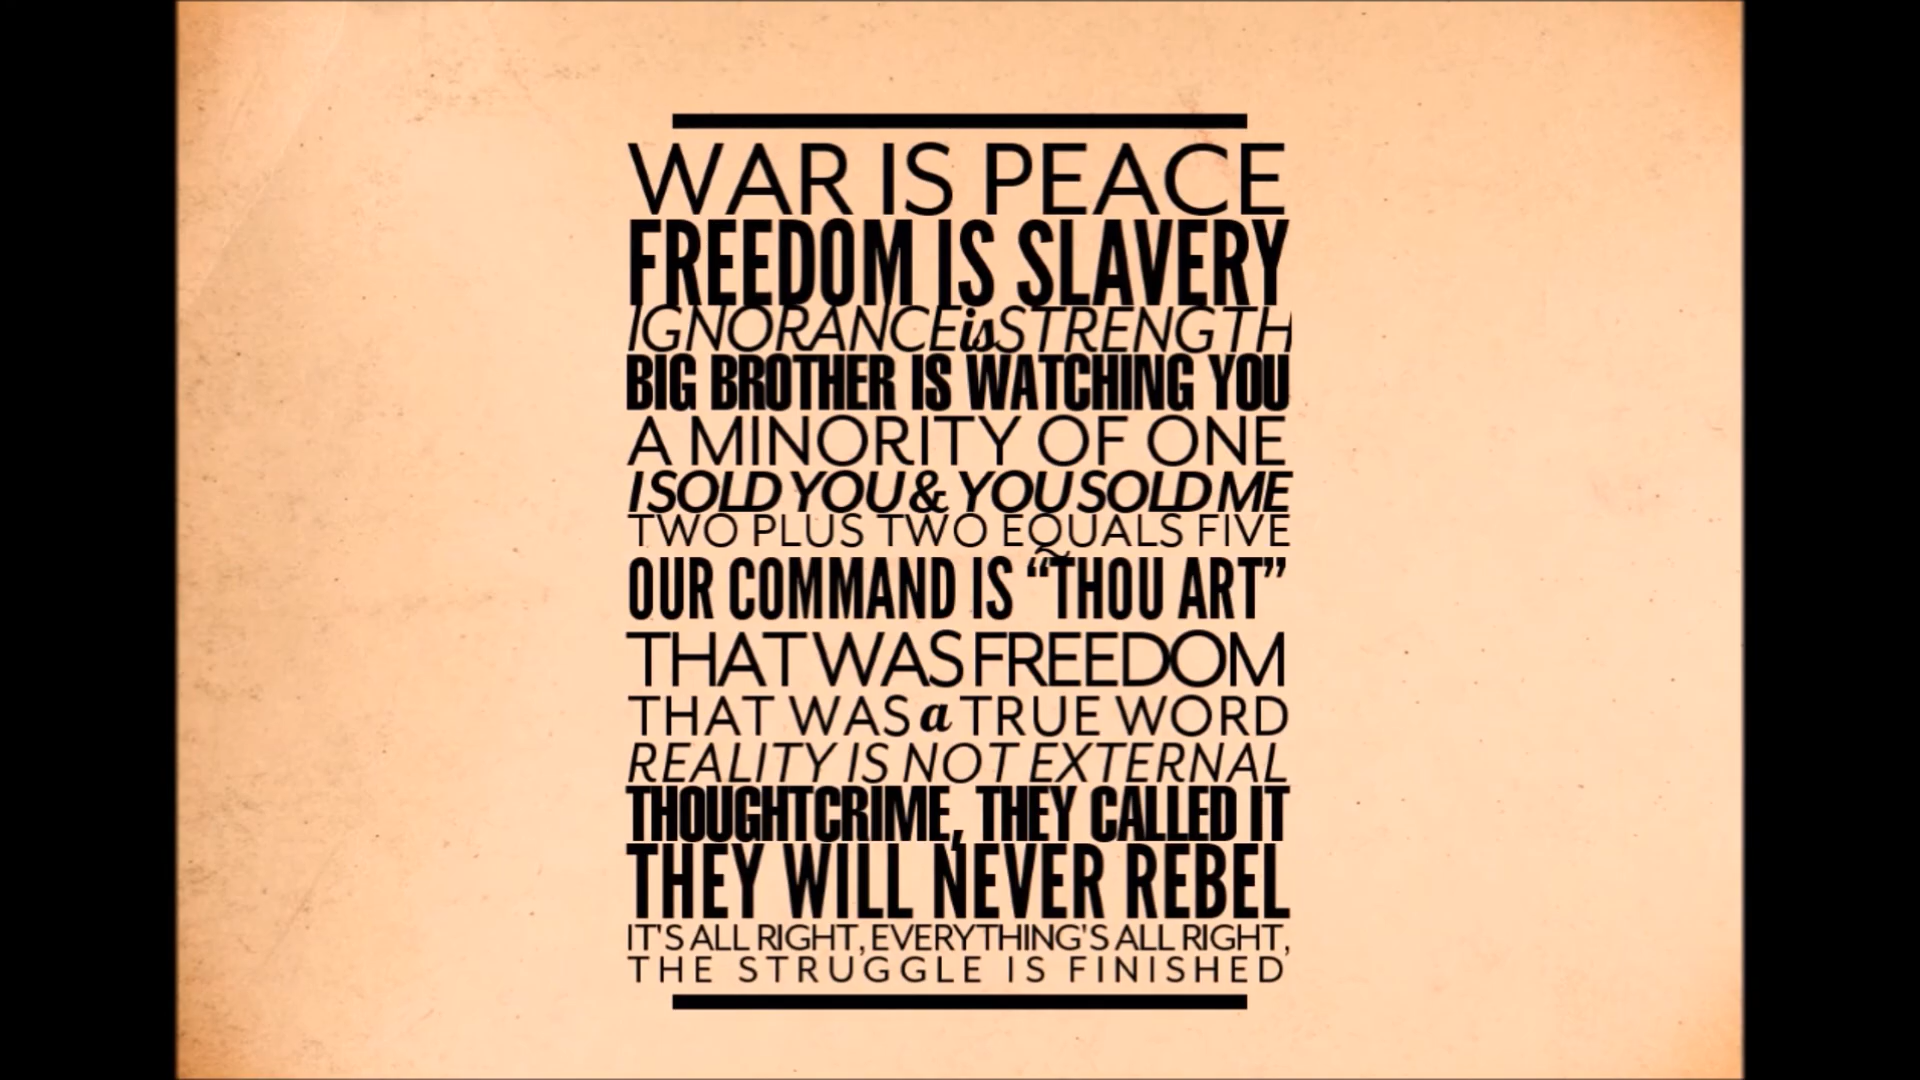 WAR IS PEACE
FREEDOM IS SLAVERY
IGNORANCE is STRENGTH
BIG BROTHER IS WATCHING YOU
A MINORITY OF ONE
I SOLD YOU & YOU SOLD ME
TWO PLUS TWO EQUALS FIVE
OUR COMMAND IS “THOU ART”
THAT WAS FREEDOM
THAT WAS a TRUE WORD
REALITY IS NOT EXTERNAL
THOUGHTCRIME, THEY CALLED IT
THEY WILL NEVER REBEL
IT'S ALL RIGHT, EVERYTHING'S ALL RIGHT,
THE STRUGGLE IS FINISHED